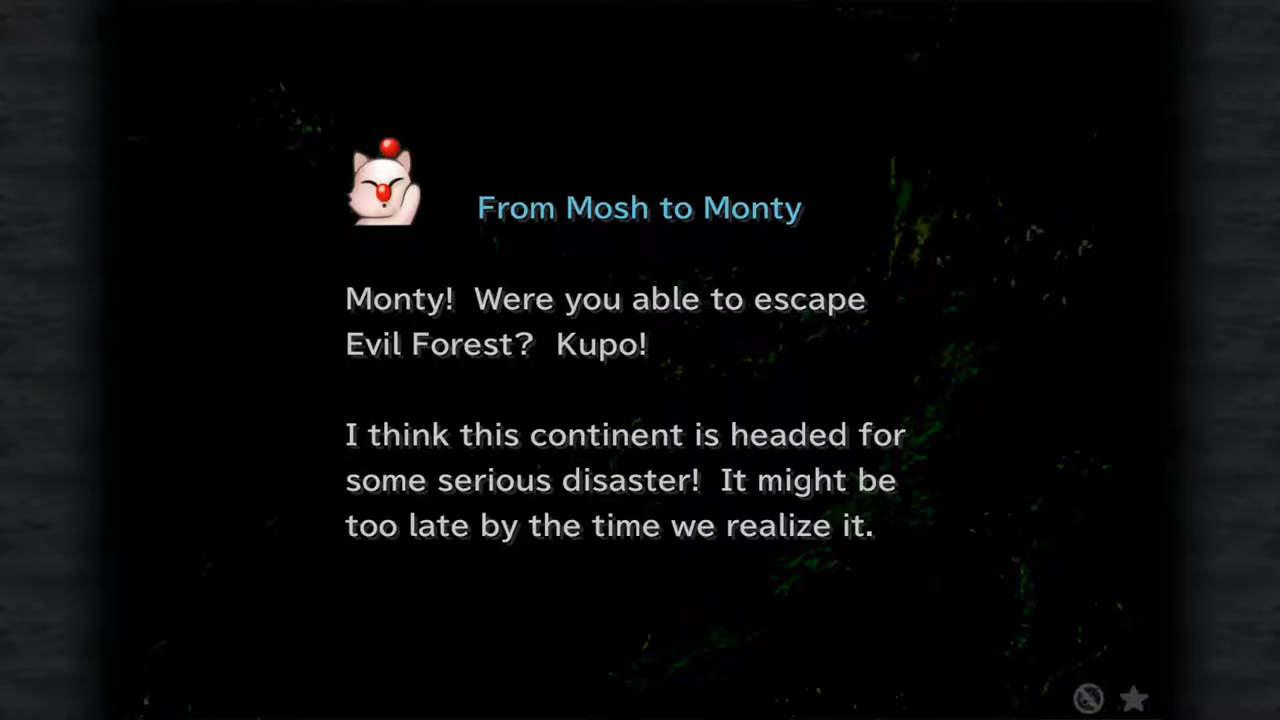 From Mosh to Monty
Monty!  Were you able to escape
Evil Forest?  Kupo!
I think this continent is headed for
some serious disaster!  It might be
too late by the time we realize it.